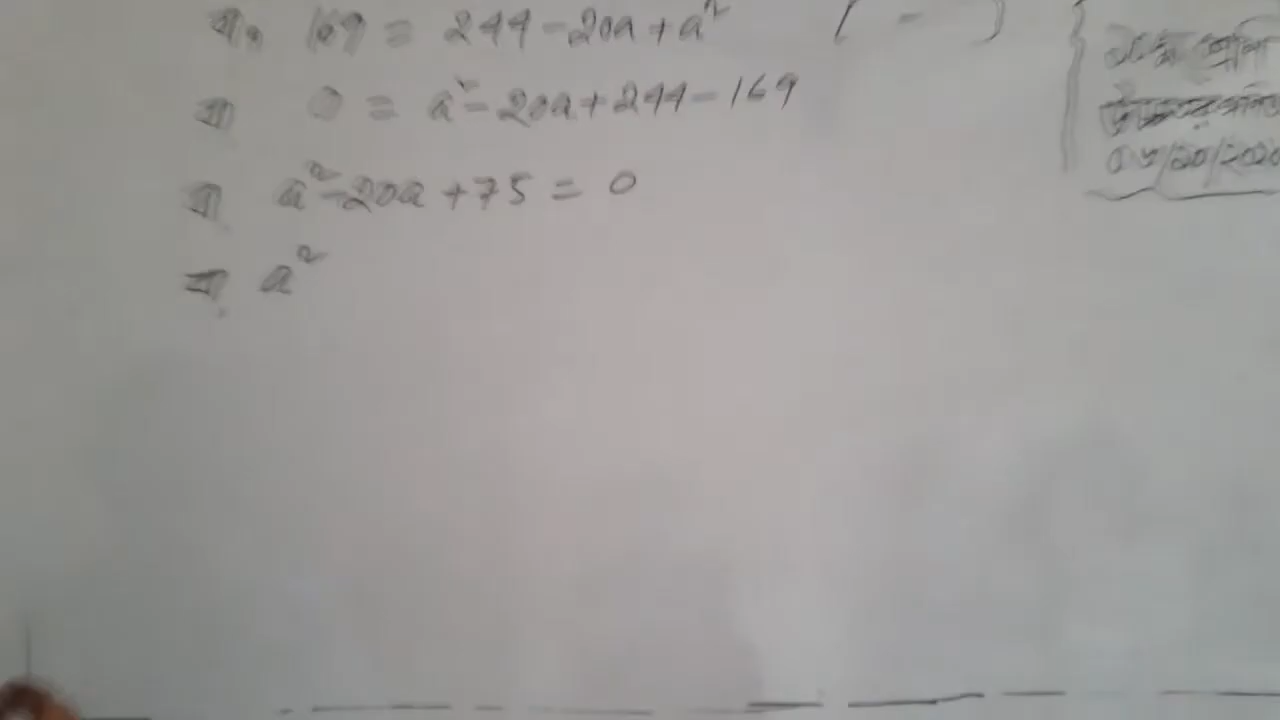 বা, 169 = 244 - 20a + a² ( - )
বা 0 = a² - 20a + 244 - 169
বা a² - 20a + 75 = 0
বা a²